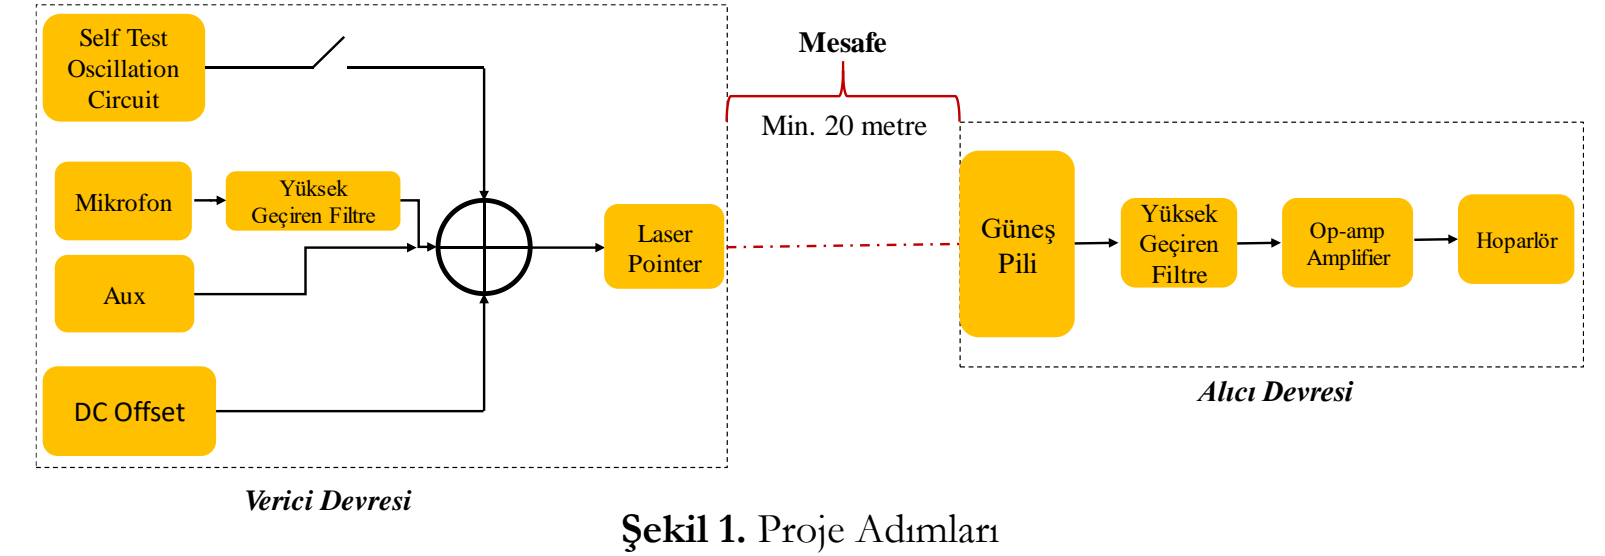 Self Test
Oscillation
Circuit
Mikrofon
Yüksek
Geçiren Filtre
Aux
DC Offset
Laser
Pointer
Verici Devresi
Mesafe
Min. 20 metre
Güneş
Pili
Yüksek
Geçiren
Filtre
Op-amp
Amplifier
Hoparlör
Alıcı Devresi
Şekil 1. Proje Adımları